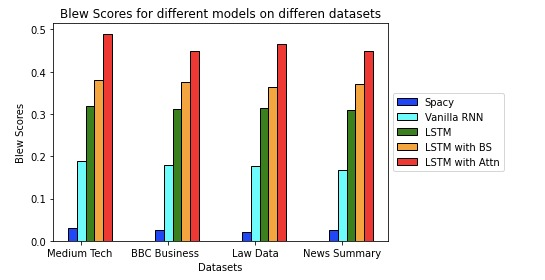 Blew Scores for different models on differen datasets
Blew Scores
0.5
0.4
0.3
0.2
0.1
0.0
Medium Tech
BBC Business
Law Data
News Summary
Datasets
Spacy
Vanilla RNN
LSTM
LSTM with BS
LSTM with Attn